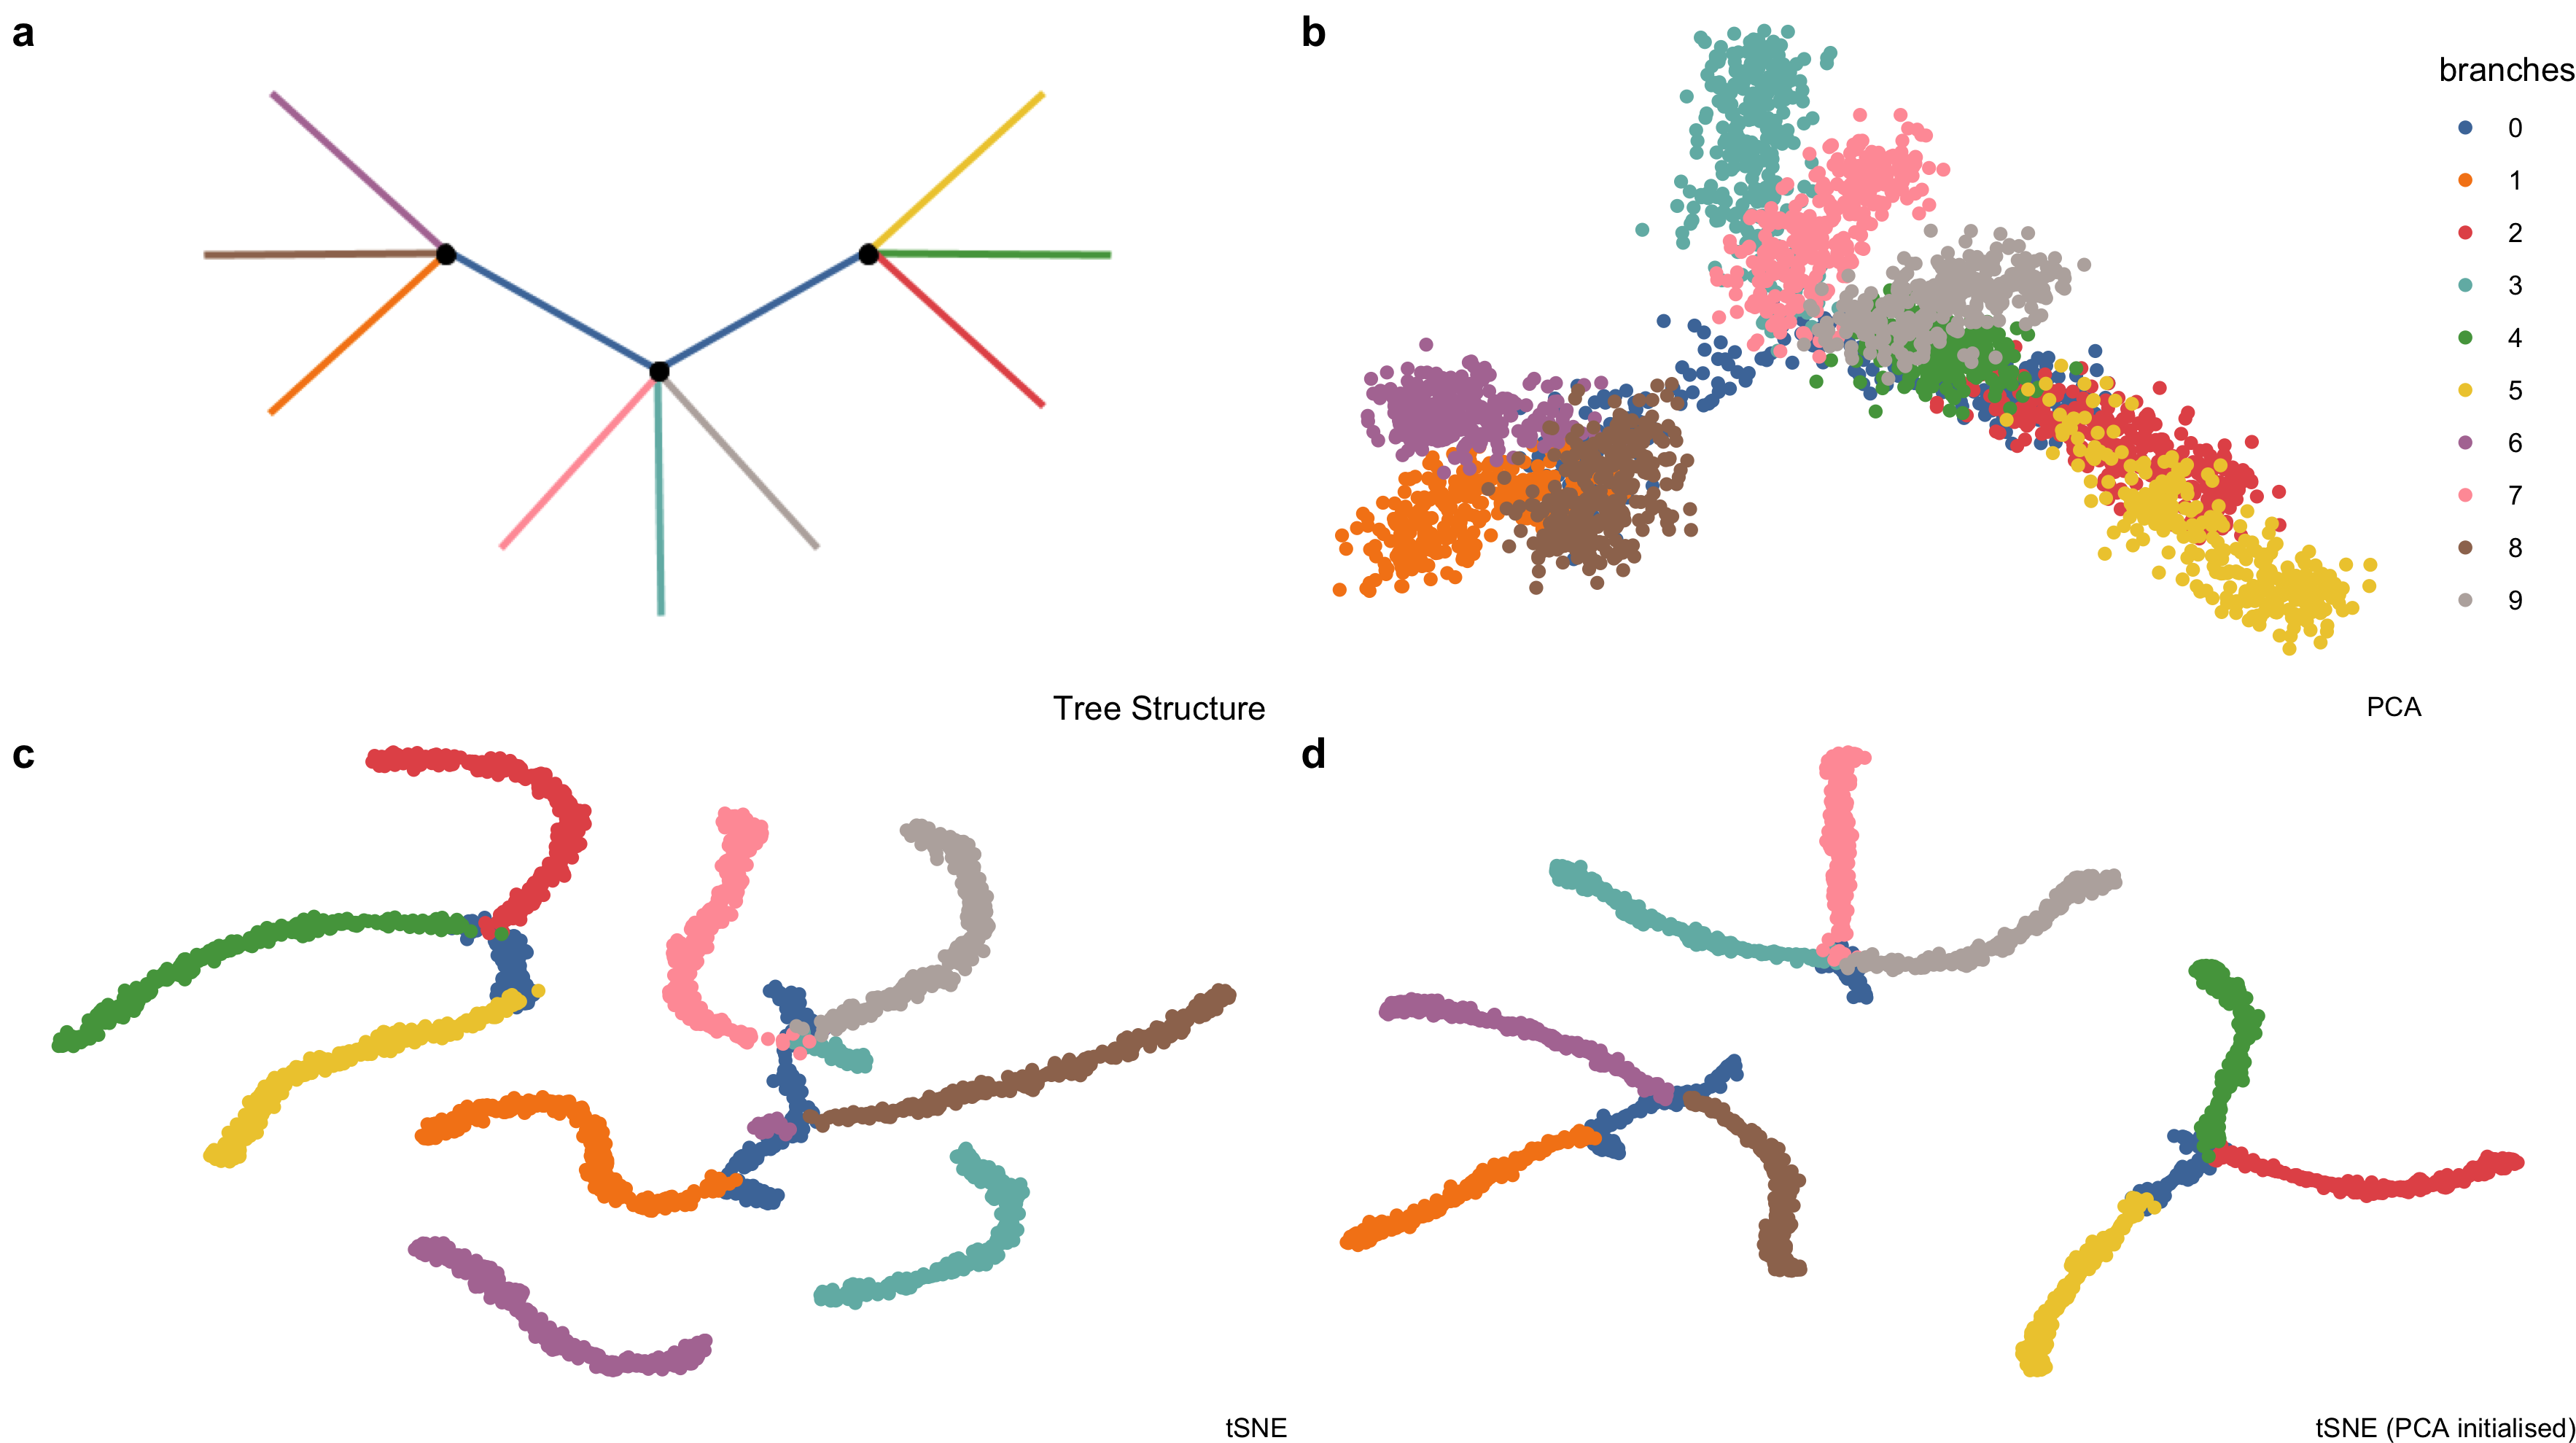 a
b
branches
0
1
2
3
4
5
6
7
8
9
Tree Structure
PCA
c
d
tSNE
tSNE (PCA initialised)